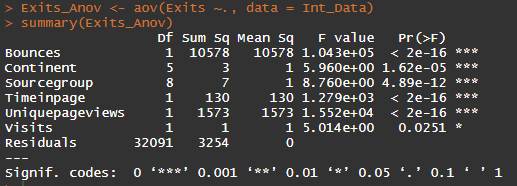 > Exits_Anov <- aov(Exits ~., data = Int_Data)
> summary(Exits_Anov)
Df Sum Sq Mean Sq F value Pr(>F)
Bounces 1 10578 10578 1.043e+05 < 2e-16 ***
Continent 5 3 1 5.960e+00 1.62e-05 ***
Sourcegroup 8 7 1 8.760e+00 4.89e-12 ***
Timeinpage 1 130 130 1.279e+03 < 2e-16 ***
Uniquepageviews 1 1573 1573 1.552e+04 < 2e-16 ***
Visits 1 1 1 5.014e+00 0.0251 *
Residuals 32091 3254 0
---
Signif. codes: 0 ‘***’ 0.001 ‘**’ 0.01 ‘*’ 0.05 ‘.’ 0.1 ‘ ’ 1